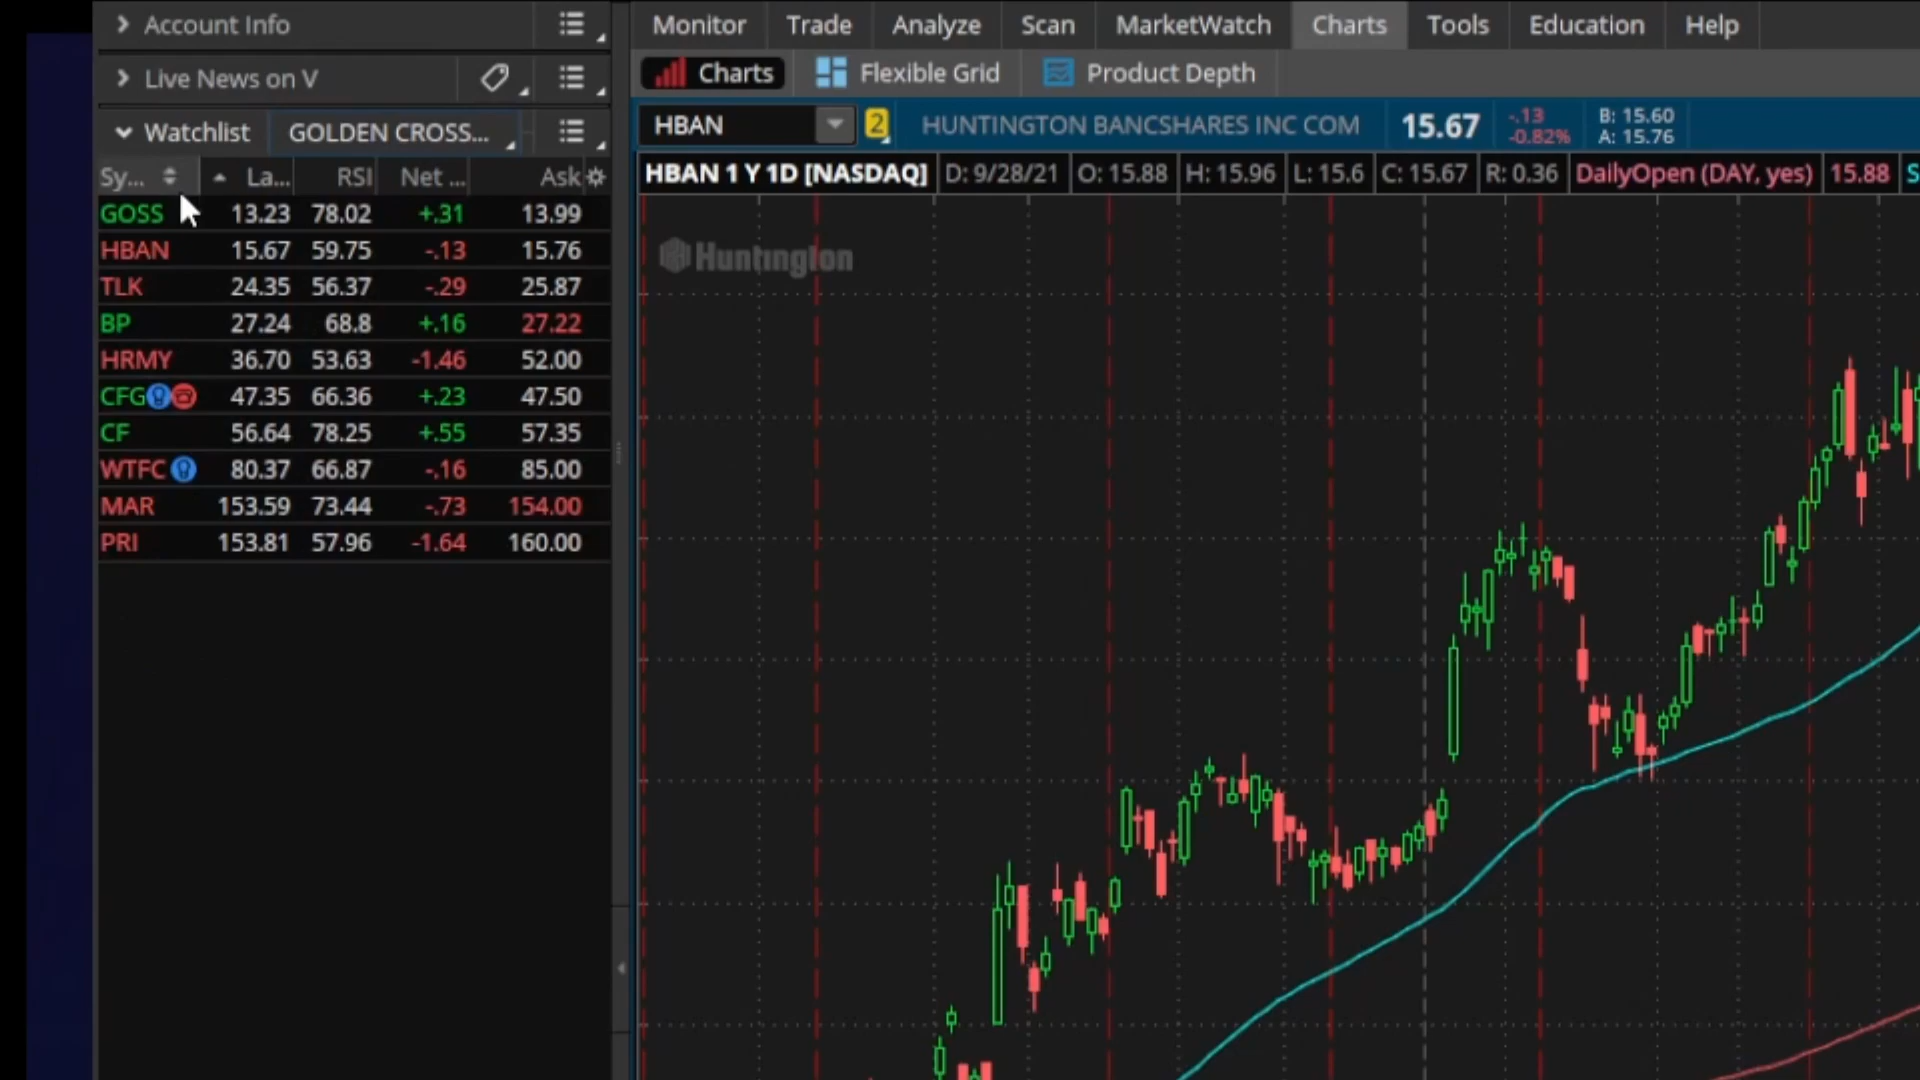 Account Info
Live News on V
Watchlist GOLDEN CROSS...
Sy... La... RSI Net ... Ask
GOSS 13.23 78.02 +.31 13.99
HBAN 15.67 59.75 -.13 15.76
TLK 24.35 56.37 -.29 25.87
BP 27.24 68.8 +.16 27.22
HRMY 36.70 53.63 -1.46 52.00
CFG 47.35 66.36 +.23 47.50
CF 56.64 78.25 +.55 57.35
WTFC 80.37 66.87 -.16 85.00
MAR 153.59 73.44 -.73 154.00
PRI 153.81 57.96 -1.64 160.00
Monitor Trade Analyze Scan MarketWatch Charts Tools Education Help
Charts Flexible Grid Product Depth
HBAN 2 HUNTINGTON BANCSHARES INC COM 15.67
-.13
-0.82%
B: 15.60
A: 15.76
HBAN 1 Y 1D [NASDAQ] D: 9/28/21 O: 15.88 H: 15.96 L: 15.6 C: 15.67 R: 0.36 DailyOpen (DAY, yes) 15.88 S
Huntington